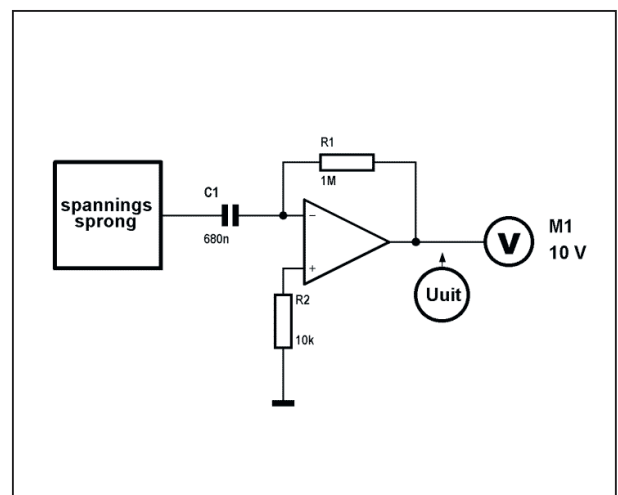 R1
1M
C1
680n
spannings
sprong
−
+
R2
10k
V
M1
10 V
Uuit